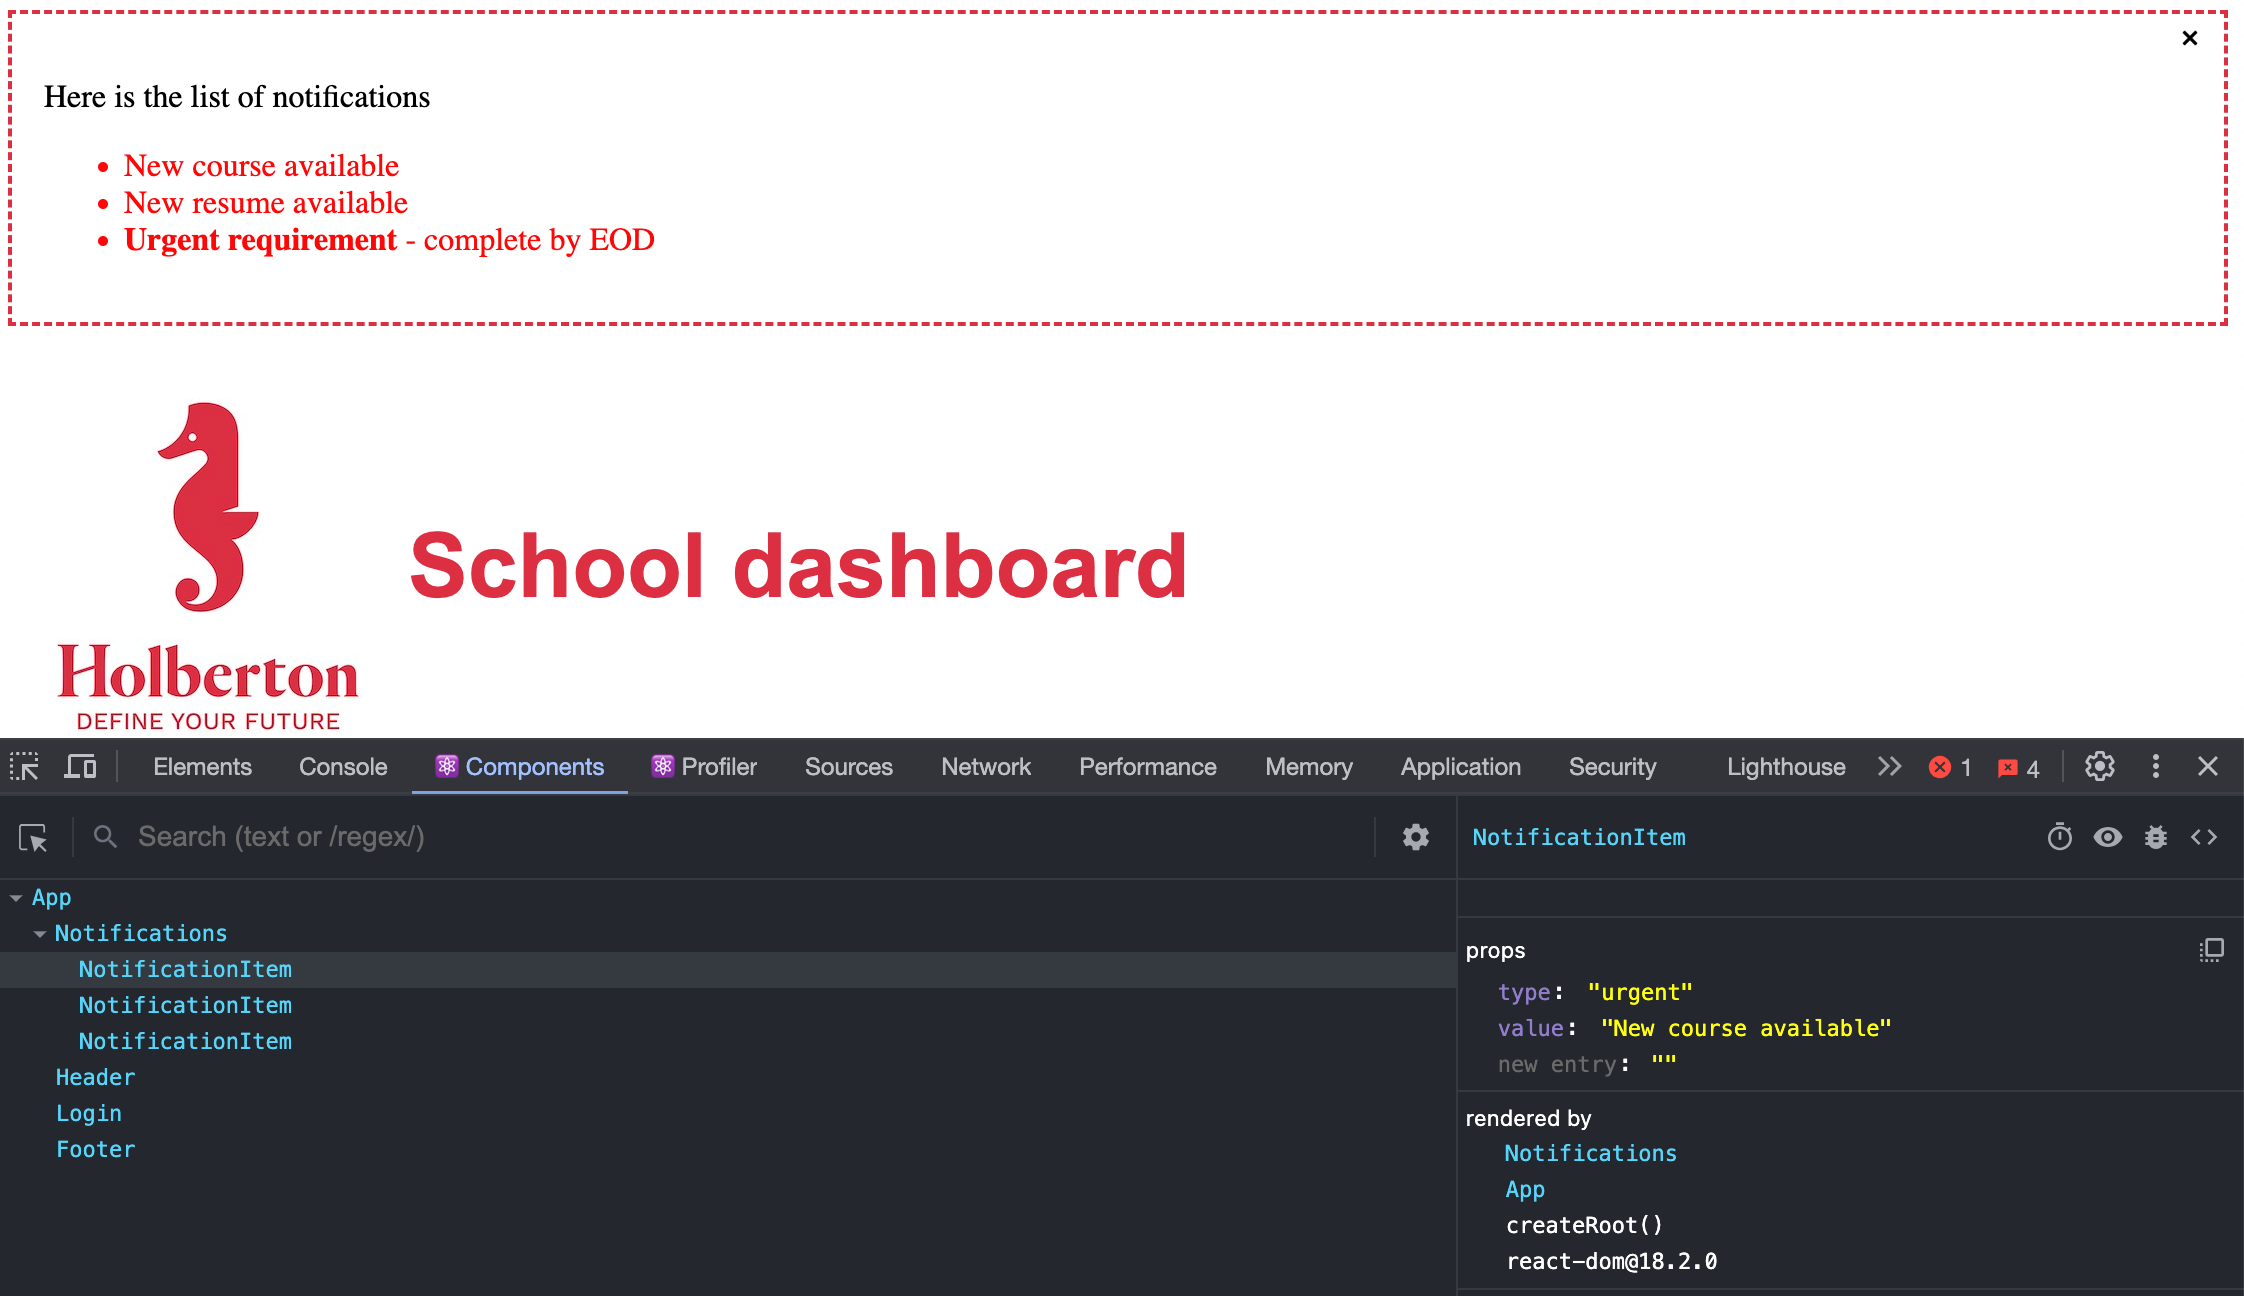 Here is the list of notifications
New course available
New resume available
Urgent requirement - complete by EOD
School dashboard
Holberton
DEFINE YOUR FUTURE
Elements Console Components Profiler Sources Network Performance Memory Application Security Lighthouse 1 4
Search (text or /regex/)
NotificationItem
App
Notifications
NotificationItem
NotificationItem
NotificationItem
Header
Login
Footer
props
type: "urgent"
value: "New course available"
new entry: ""
rendered by
Notifications
App
createRoot()
react-dom@18.2.0